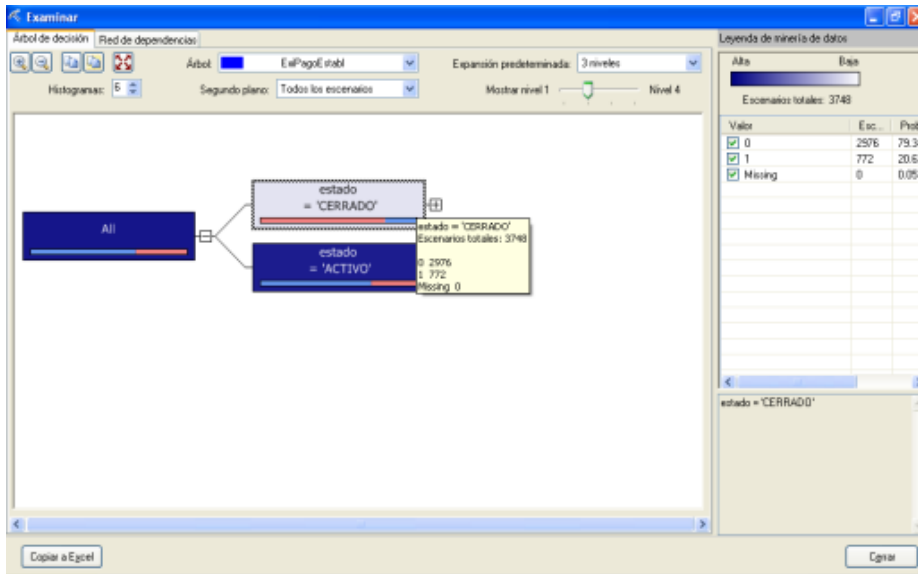 Examinar
Árbol de decisión Red de dependencias
Árbol: EelPagoEstabl Expansión predeterminada: 3 niveles
Histogramas: 6 Segundo plano: Todos los escenarios Mostrar nivel 1 Nivel 4
All
estado
= 'CERRADO'
estado
= 'ACTIVO'
estado = 'CERRADO'
Escenarios totales: 3748
0 2976
1 772
Missing 0
Copiar a Excel
Leyenda de minería de datos
Alta Baja
Escenarios totales: 3748
Valor Esc... Prob
0 2976 79.3
1 772 20.6
Missing 0 0.05
estado = 'CERRADO'
Cerrar